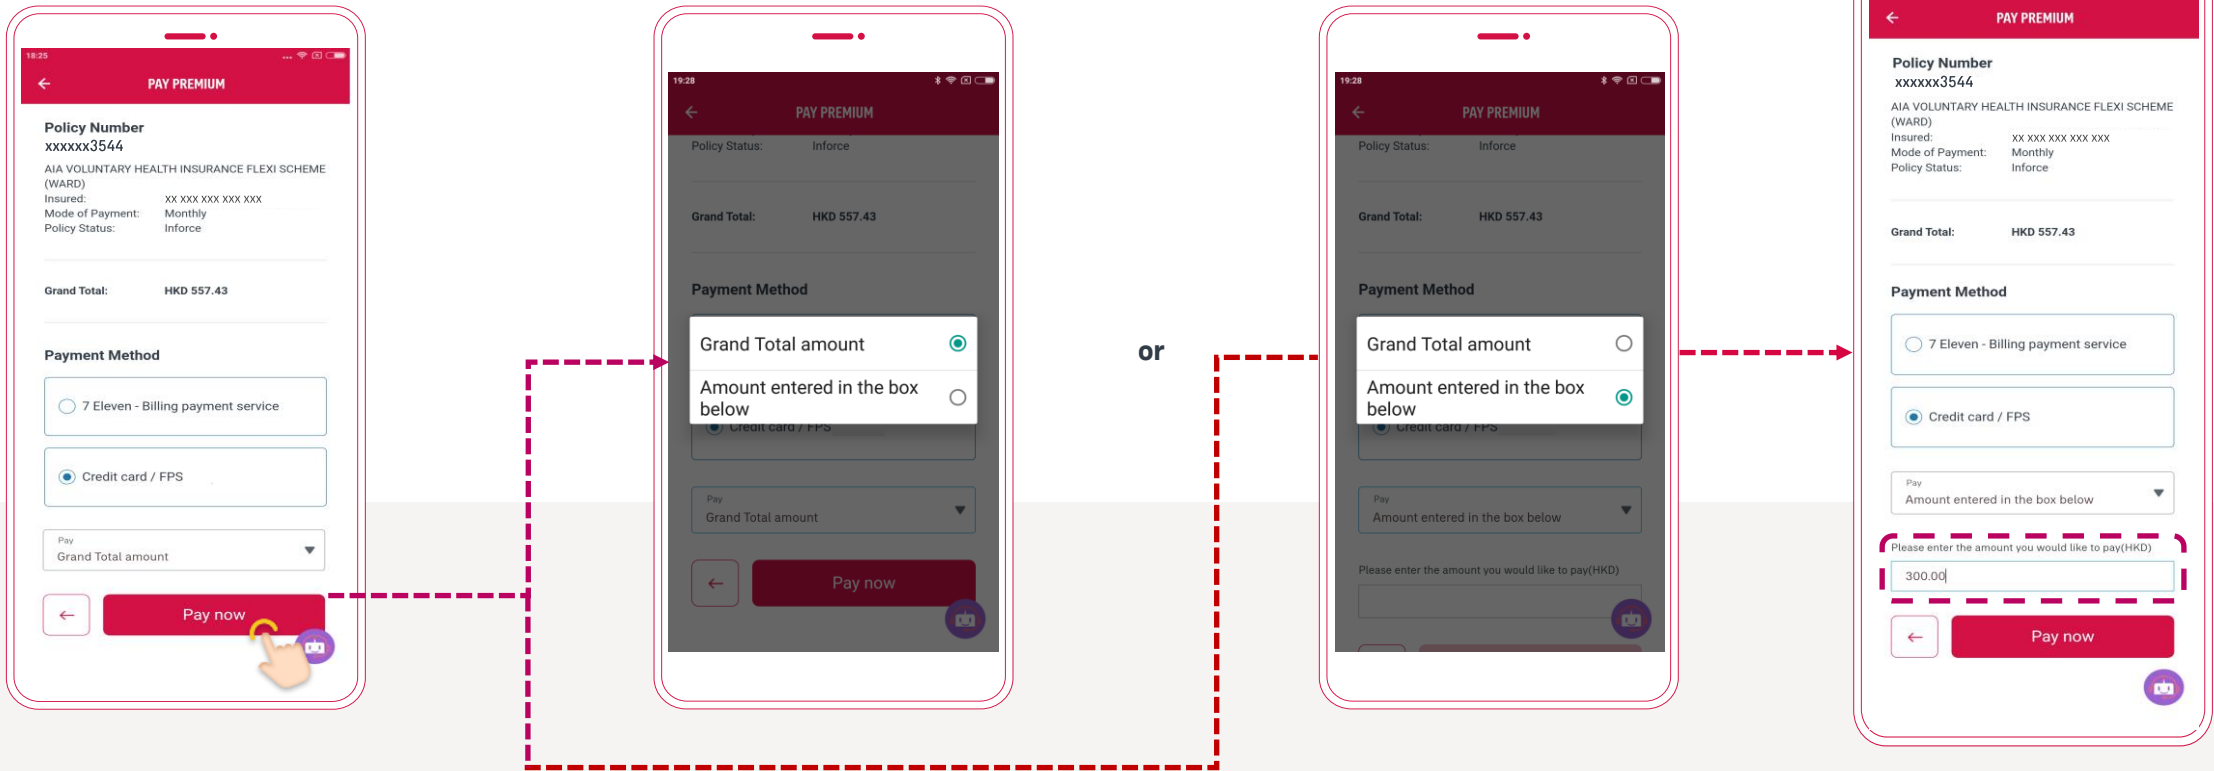 18:25
PAY PREMIUM
Policy Number
xxxxxx3544
AIA VOLUNTARY HEALTH INSURANCE FLEXI SCHEME
(WARD)
Insured: XX XXX XXX XXX XXX
Mode of Payment: Monthly
Policy Status: Inforce
Grand Total: HKD 557.43
Payment Method
7 Eleven - Billing payment service
Credit card / FPS
Pay
Grand Total amount
Pay now
19:28
PAY PREMIUM
Policy Status: Inforce
Grand Total: HKD 557.43
Payment Method
Grand Total amount
Amount entered in the box
below
Credit card / FPS
Pay
Grand Total amount
Pay now
or
19:28
PAY PREMIUM
Policy Status: Inforce
Grand Total: HKD 557.43
Payment Method
Grand Total amount
Amount entered in the box
below
Credit card / FPS
Pay
Amount entered in the box below
Please enter the amount you would like to pay(HKD)
PAY PREMIUM
Policy Number
xxxxxx3544
AIA VOLUNTARY HEALTH INSURANCE FLEXI SCHEME
(WARD)
Insured: XX XXX XXX XXX XXX
Mode of Payment: Monthly
Policy Status: Inforce
Grand Total: HKD 557.43
Payment Method
7 Eleven - Billing payment service
Credit card / FPS
Pay
Amount entered in the box below
Please enter the amount you would like to pay(HKD)
300.00
Pay now